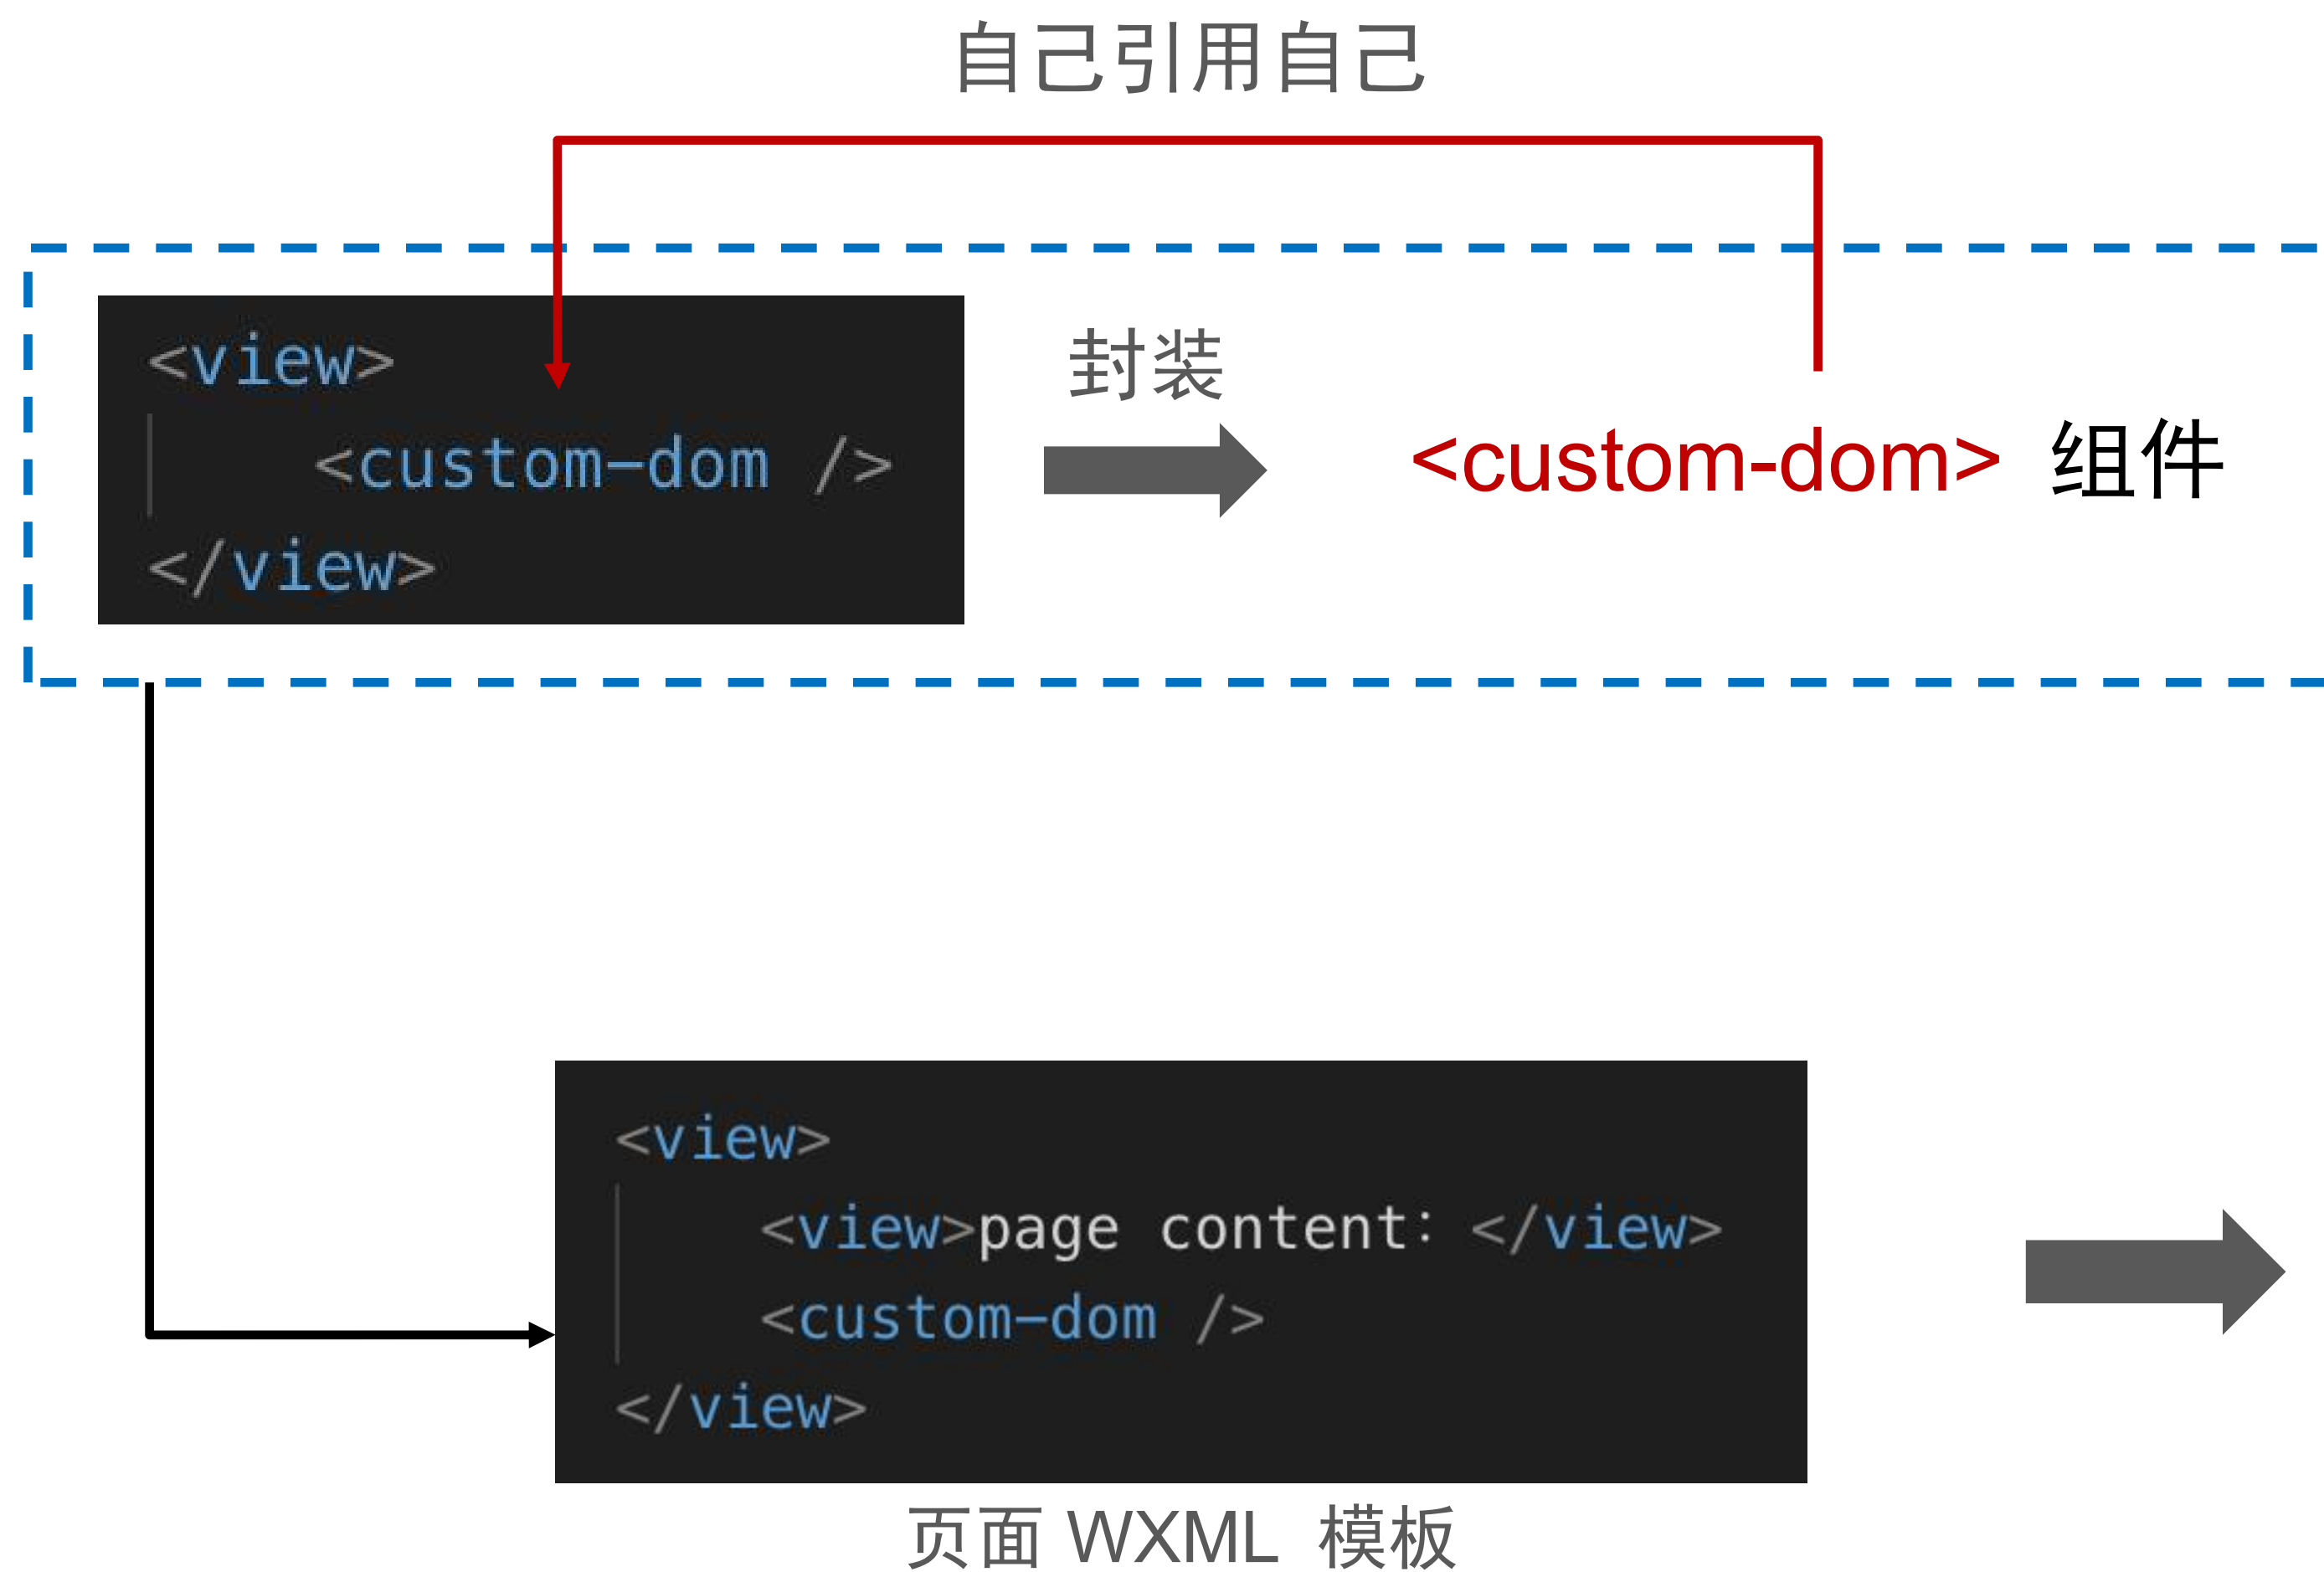 自己引用自己
<view>
<custom-dom />
</view>
封装
<custom-dom> 组件
<view>
<view>page content: </view>
<custom-dom />
</view>
页面 WXML 模板